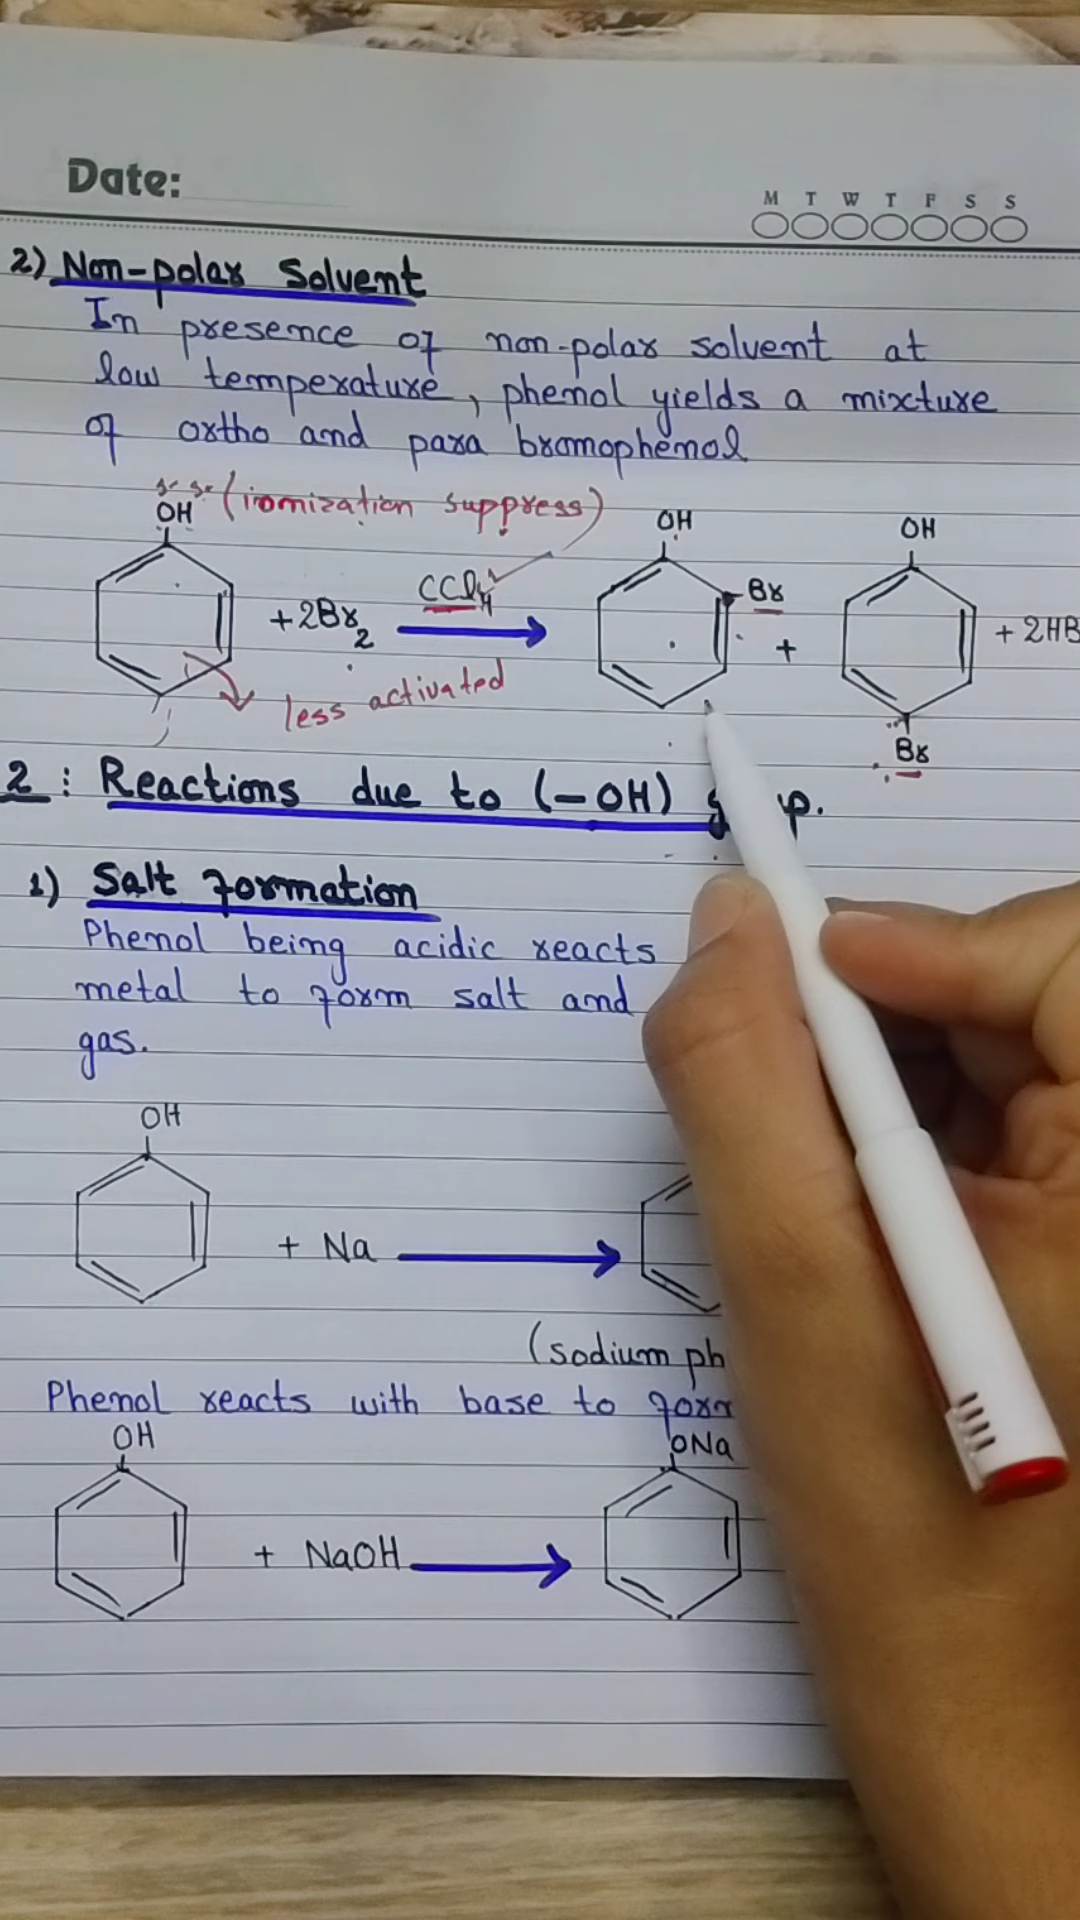 Date:
M T W T F S S
2) Non-polar Solvent
In presence of non-polar solvent at
low temperature, phenol yields a mixture
of ortho and para bromophenol
OH (ionization suppress)
OH
OH
+ 2Br2
CCl4
Br
+
+ 2HB
less activated
Br
2 : Reactions due to (-OH)
1) Salt formation
Phenol being acidic reacts
metal to form salt and
gas.
OH
+ Na
(sodium ph
Phenol reacts with base to form
OH
ONa
+ NaOH